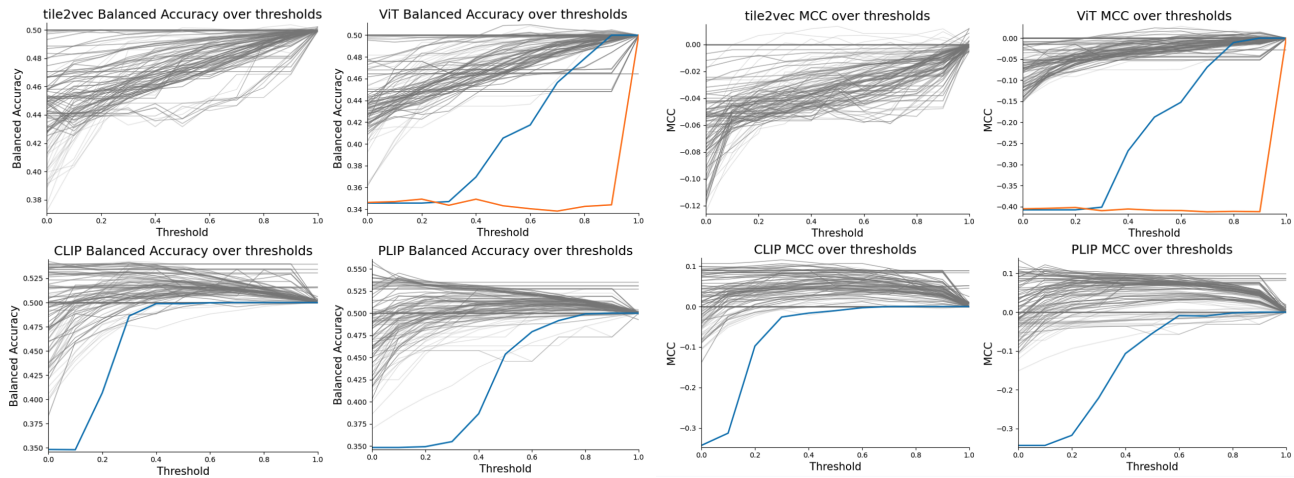 tile2vec Balanced Accuracy over thresholds
Balanced Accuracy
0.50
0.48
0.46
0.44
0.42
0.40
0.38
0.0 0.2 0.4 0.6 0.8 1.0
Threshold
ViT Balanced Accuracy over thresholds
Balanced Accuracy
0.50
0.48
0.46
0.44
0.42
0.40
0.38
0.36
0.34
0.0 0.2 0.4 0.6 0.8 1.0
Threshold
tile2vec MCC over thresholds
MCC
0.00
−0.02
−0.04
−0.06
−0.08
−0.10
−0.12
0.0 0.2 0.4 0.6 0.8 1.0
Threshold
ViT MCC over thresholds
MCC
0.00
−0.05
−0.10
−0.15
−0.20
−0.25
−0.30
−0.35
−0.40
0.0 0.2 0.4 0.6 0.8 1.0
Threshold
CLIP Balanced Accuracy over thresholds
Balanced Accuracy
0.525
0.500
0.475
0.450
0.425
0.400
0.375
0.350
0.0 0.2 0.4 0.6 0.8 1.0
Threshold
PLIP Balanced Accuracy over thresholds
Balanced Accuracy
0.550
0.525
0.500
0.475
0.450
0.425
0.400
0.375
0.350
0.0 0.2 0.4 0.6 0.8 1.0
Threshold
CLIP MCC over thresholds
MCC
0.1
0.0
−0.1
−0.2
−0.3
0.0 0.2 0.4 0.6 0.8 1.0
Threshold
PLIP MCC over thresholds
MCC
0.1
0.0
−0.1
−0.2
−0.3
0.0 0.2 0.4 0.6 0.8 1.0
Threshold